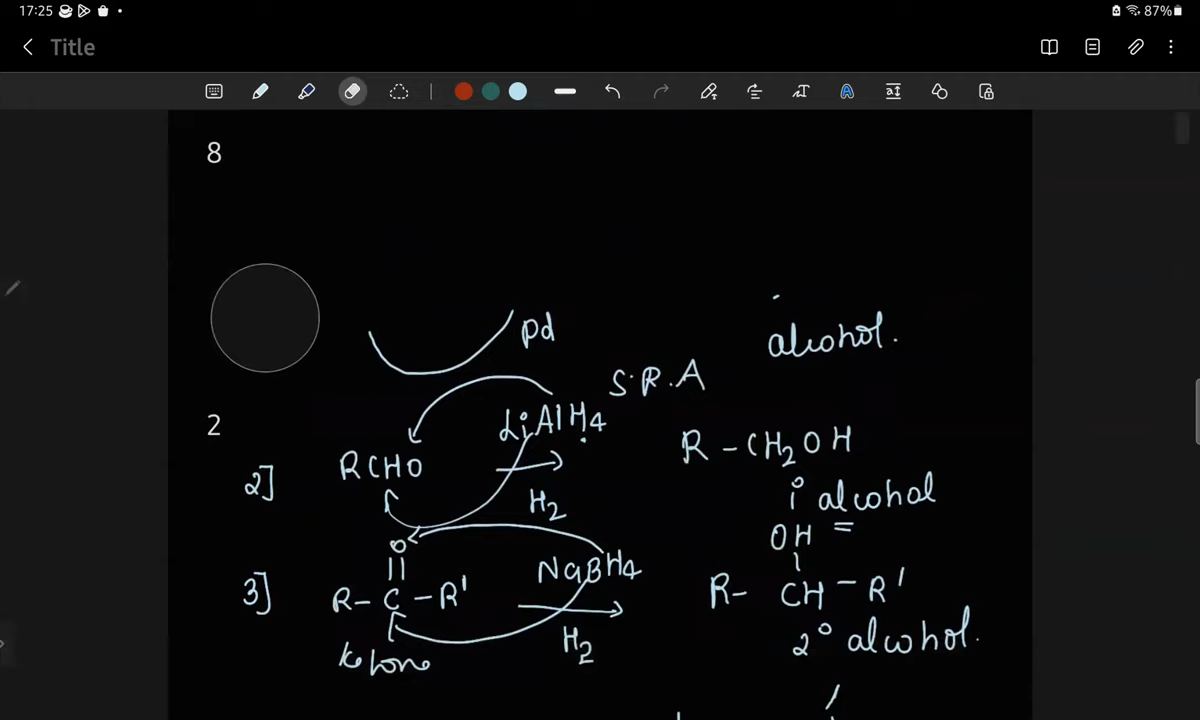 17:25 87%
Title
8
pd
alcohol.
S.R.A
LiAlH4
2
R-CH2OH
2] RCHO
H2
1° alcohol
OH
O
||
NaBH4
3] R-C-R'
R-CH-R'
H2
2° alcohol.
ketone